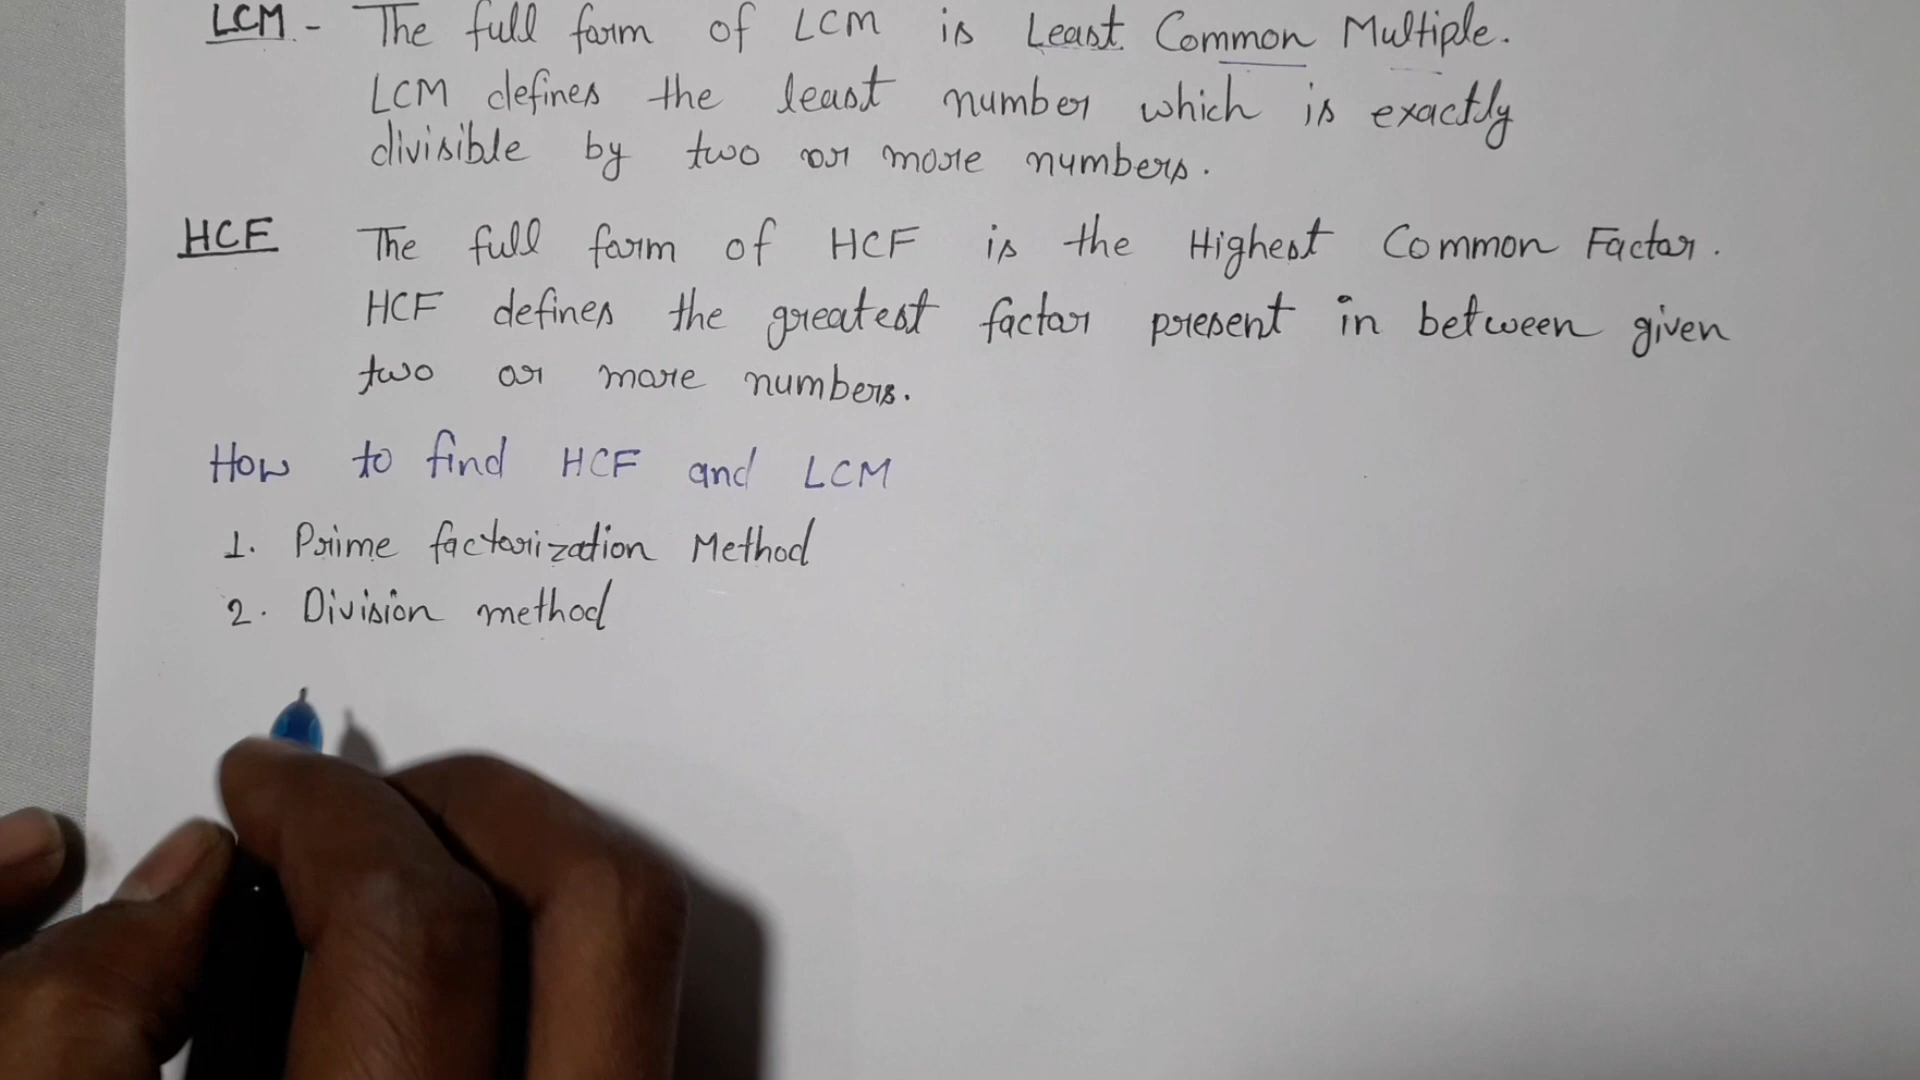 LCM - The full form of LCM is Least Common Multiple.
LCM defines the least number which is exactly
divisible by two or more numbers.
HCF The full form of HCF is the Highest Common Factor.
HCF defines the greatest factor present in between given
two or more numbers.
How to find HCF and LCM
1. Prime factorization Method
2. Division method